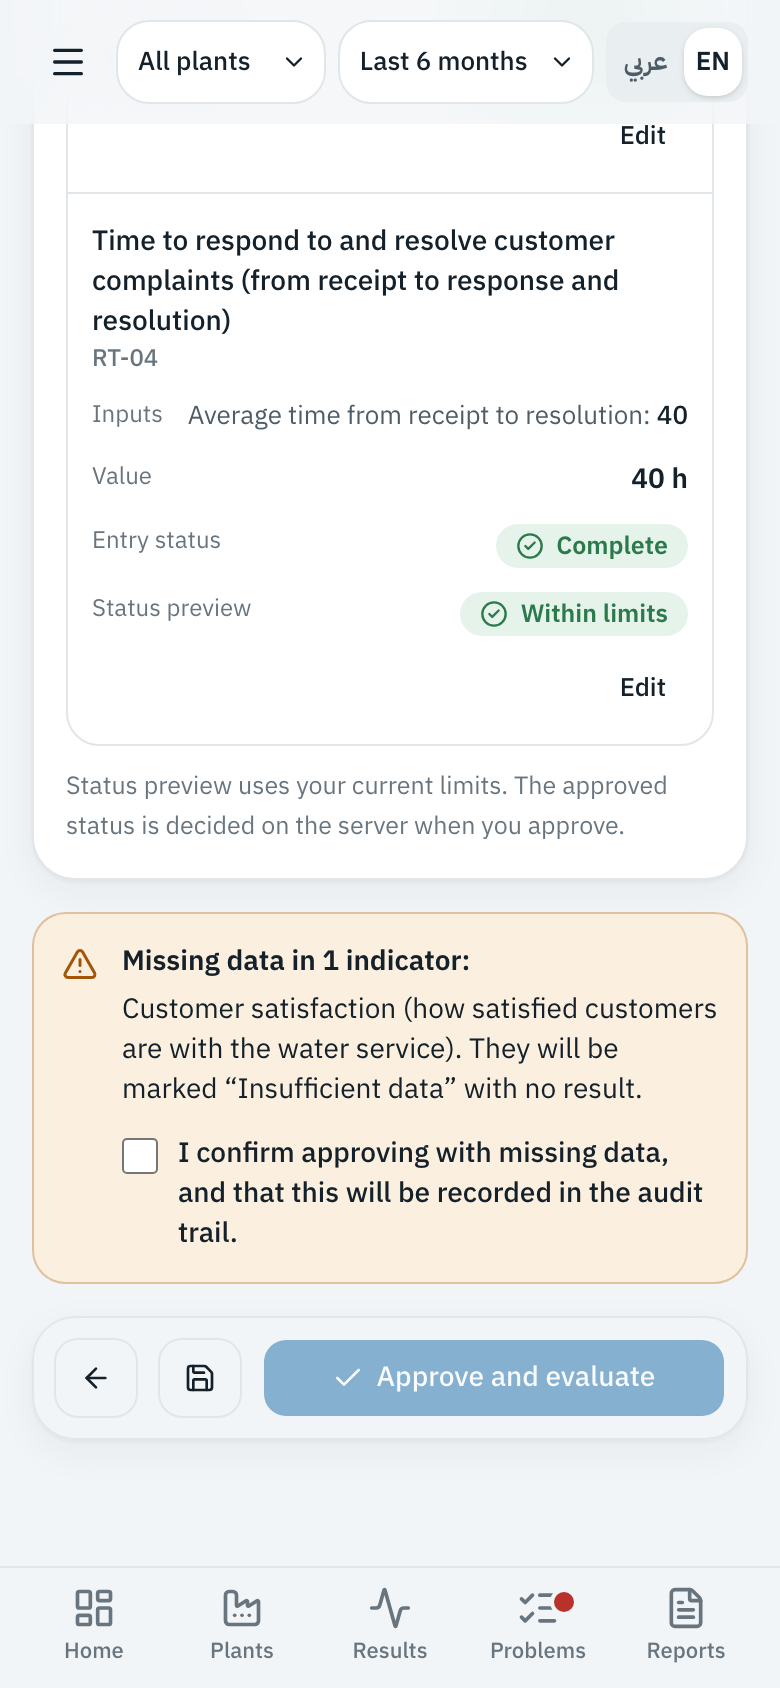 All plants
Last 6 months
عربي
EN
Edit
Time to respond to and resolve customer
complaints (from receipt to response and
resolution)
RT-04
Inputs Average time from receipt to resolution: 40
Value 40 h
Entry status Complete
Status preview Within limits
Edit
Status preview uses your current limits. The approved
status is decided on the server when you approve.
Missing data in 1 indicator:
Customer satisfaction (how satisfied customers
are with the water service). They will be
marked “Insufficient data” with no result.
I confirm approving with missing data,
and that this will be recorded in the audit
trail.
Approve and evaluate
Home
Plants
Results
Problems
Reports